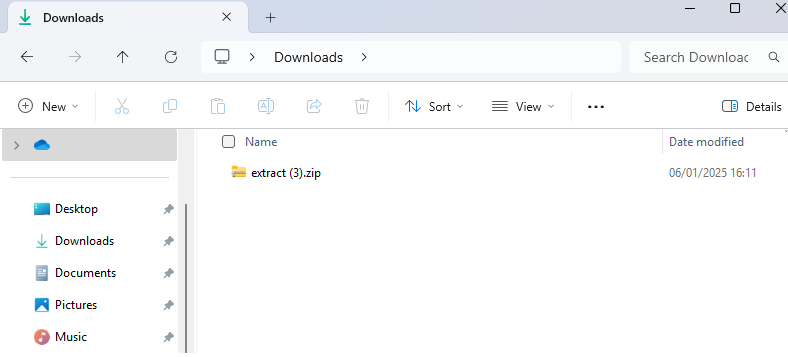 Downloads
Downloads
Search Downloac
New
Sort
View
Details
Name
Date modified
extract (3).zip
06/01/2025 16:11
Desktop
Downloads
Documents
Pictures
Music